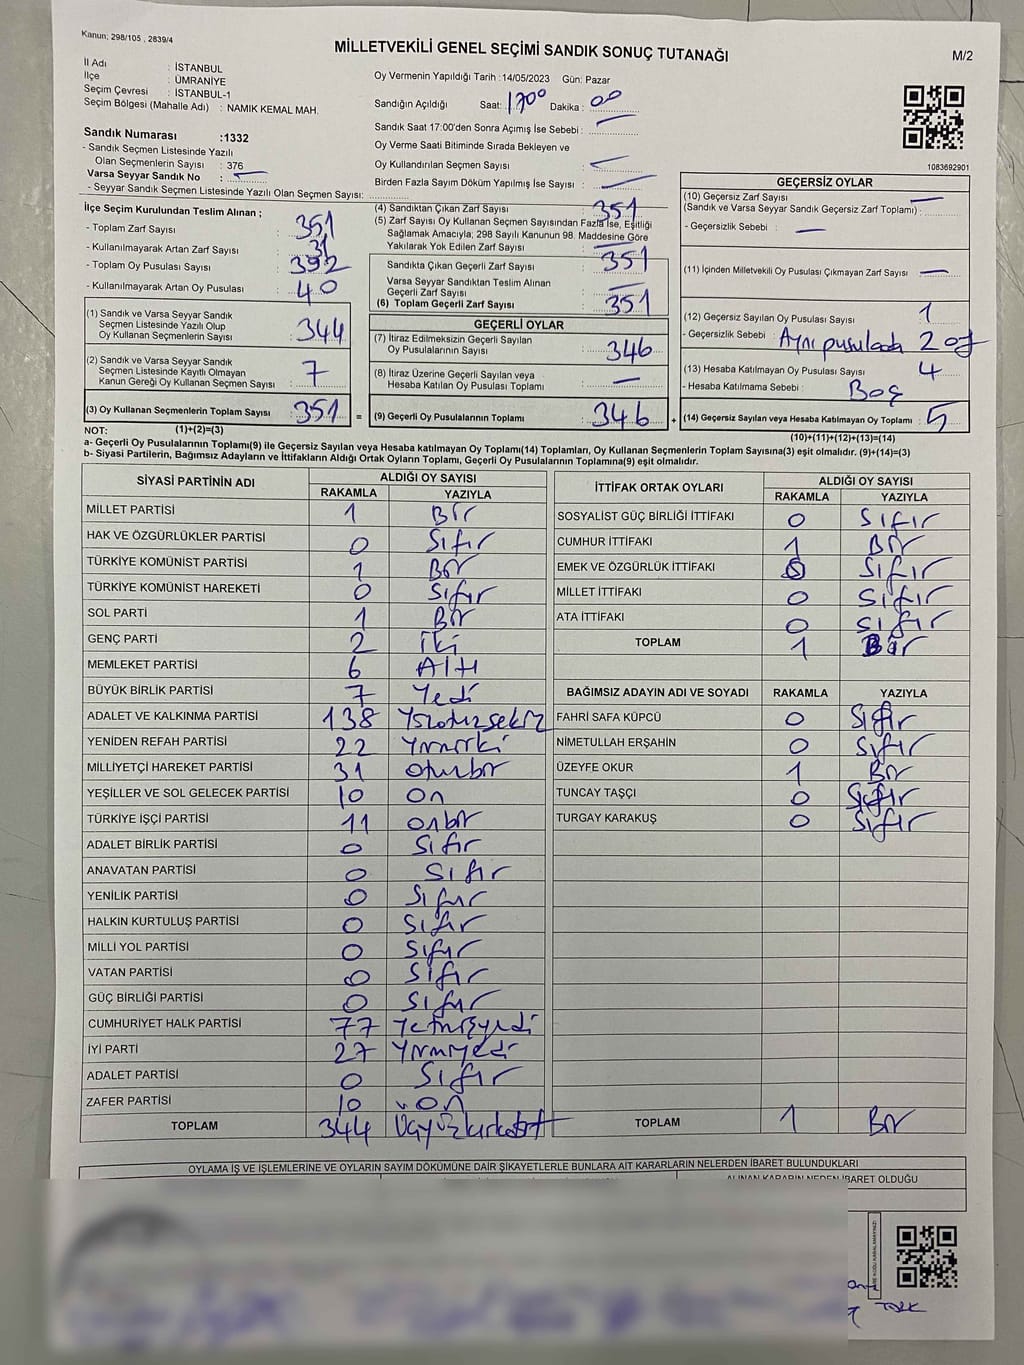 Kanun; 298/105 , 2839/4
MİLLETVEKİLİ GENEL SEÇİMİ SANDIK SONUÇ TUTANAĞI
M/2
İl Adı : İSTANBUL
İlçe : ÜMRANİYE
Seçim Çevresi : İSTANBUL-1
Seçim Bölgesi (Mahalle Adı) : NAMIK KEMAL MAH.
Sandık Numarası :1332
- Sandık Seçmen Listesinde Yazılı
Olan Seçmenlerin Sayısı : 376
Varsa Seyyar Sandık No : —
- Seyyar Sandık Seçmen Listesinde Yazılı Olan Seçmen Sayısı:
Oy Vermenin Yapıldığı Tarih :14/05/2023 Gün: Pazar
Sandığın Açıldığı Saat: 1700 Dakika : 00
Sandık Saat 17:00'den Sonra Açımış İse Sebebi : —
Oy Verme Saati Bitiminde Sırada Bekleyen ve
Oy Kullandırılan Seçmen Sayısı : —
Birden Fazla Sayım Döküm Yapılmış İse Sayısı : —
1083692901
İlçe Seçim Kurulundan Teslim Alınan ;
- Toplam Zarf Sayısı : 351
- Kullanılmayarak Artan Zarf Sayısı : 31
- Toplam Oy Pusulası Sayısı : 392
- Kullanılmayarak Artan Oy Pusulası : 40
(1) Sandık ve Varsa Seyyar Sandık
Seçmen Listesinde Yazılı Olup
Oy Kullanan Seçmenlerin Sayısı : 344
(2) Sandık ve Varsa Seyyar Sandık
Seçmen Listesinde Kayıtlı Olmayan
Kanun Gereği Oy Kullanan Seçmen Sayısı : 7
(3) Oy Kullanan Seçmenlerin Toplam Sayısı : 351 =
(4) Sandıktan Çıkan Zarf Sayısı : 351
(5) Zarf Sayısı Oy Kullanan Seçmen Sayısından Fazla İse, Eşitliği
Sağlamak Amacıyla; 298 Sayılı Kanunun 98. Maddesine Göre
Yakılarak Yok Edilen Zarf Sayısı : —
Sandıkta Çıkan Geçerli Zarf Sayısı : 351
Varsa Seyyar Sandıktan Teslim Alınan
Geçerli Zarf Sayısı : —
(6) Toplam Geçerli Zarf Sayısı : 351
GEÇERLİ OYLAR
(7) İtiraz Edilmeksizin Geçerli Sayılan
Oy Pusulalarının Sayısı : 346
(8) İtiraz Üzerine Geçerli Sayılan veya
Hesaba Katılan Oy Pusulası Toplamı : —
(9) Geçerli Oy Pusulalarının Toplamı : 346 +
GEÇERSİZ OYLAR
(10) Geçersiz Zarf Sayısı : —
(Sandık ve Varsa Seyyar Sandık Geçersiz Zarf Toplamı) :
- Geçersizlik Sebebi : —
(11) İçinden Milletvekili Oy Pusulası Çıkmayan Zarf Sayısı : —
(12) Geçersiz Sayılan Oy Pusulası Sayısı : 1
- Geçersizlik Sebebi : Aynı pusulada 2 oy
(13) Hesaba Katılmayan Oy Pusulası Sayısı : 4
- Hesaba Katılmama Sebebi : Boş
(14) Geçersiz Sayılan veya Hesaba Katılmayan Oy Toplamı : 5
NOT: (1)+(2)=(3)
(10)+(11)+(12)+(13)=(14)
a- Geçerli Oy Pusulalarının Toplamı(9) ile Geçersiz Sayılan veya Hesaba katılmayan Oy Toplamı(14) Toplamları, Oy Kullanan Seçmenlerin Toplam Sayısına(3) eşit olmalıdır. (9)+(14)=(3)
b- Siyasi Partilerin, Bağımsız Adayların ve İttifakların Aldığı Ortak Oyların Toplamı, Geçerli Oy Pusulalarının Toplamına(9) eşit olmalıdır.
SİYASİ PARTİNİN ADI ALDIĞI OY SAYISI
RAKAMLA YAZIYLA
MİLLET PARTİSİ 1 Bir
HAK VE ÖZGÜRLÜKLER PARTİSİ 0 Sıfır
TÜRKİYE KOMÜNİST PARTİSİ 1 Bir
TÜRKİYE KOMÜNİST HAREKETİ 0 Sıfır
SOL PARTİ 1 Bir
GENÇ PARTİ 2 İki
MEMLEKET PARTİSİ 6 Altı
BÜYÜK BİRLİK PARTİSİ 7 Yedi
ADALET VE KALKINMA PARTİSİ 138 Yüzotuzsekiz
YENİDEN REFAH PARTİSİ 22 Yirmiiki
MİLLİYETÇİ HAREKET PARTİSİ 31 Otuzbir
YEŞİLLER VE SOL GELECEK PARTİSİ 10 On
TÜRKİYE İŞÇİ PARTİSİ 11 Onbir
ADALET BİRLİK PARTİSİ 0 Sıfır
ANAVATAN PARTİSİ 0 Sıfır
YENİLİK PARTİSİ 0 Sıfır
HALKIN KURTULUŞ PARTİSİ 0 Sıfır
MİLLİ YOL PARTİSİ 0 Sıfır
VATAN PARTİSİ 0 Sıfır
GÜÇ BİRLİĞİ PARTİSİ 0 Sıfır
CUMHURİYET HALK PARTİSİ 77 Yetmişyedi
İYİ PARTİ 27 Yirmiyedi
ADALET PARTİSİ 0 Sıfır
ZAFER PARTİSİ 10 On
TOPLAM 344 Üçyüzkırkdört
İTTİFAK ORTAK OYLARI ALDIĞI OY SAYISI
RAKAMLA YAZIYLA
SOSYALİST GÜÇ BİRLİĞİ İTTİFAKI 0 Sıfır
CUMHUR İTTİFAKI 1 Bir
EMEK VE ÖZGÜRLÜK İTTİFAKI 0 Sıfır
MİLLET İTTİFAKI 0 Sıfır
ATA İTTİFAKI 0 Sıfır
TOPLAM 1 Bir
BAĞIMSIZ ADAYIN ADI VE SOYADI RAKAMLA YAZIYLA
FAHRİ SAFA KÜPCÜ 0 Sıfır
NİMETULLAH ERŞAHİN 0 Sıfır
ÜZEYFE OKUR 1 Bir
TUNCAY TAŞÇI 0 Sıfır
TURGAY KARAKUŞ 0 Sıfır
TOPLAM 1 Bir
OYLAMA İŞ VE İŞLEMLERİNE VE OYLARIN SAYIM DÖKÜMÜNE DAİR ŞİKAYETLERLE BUNLARA AİT KARARLARIN NELERDEN İBARET BULUNDUKLARI
ALINAN KARARIN NEDEN İBARET OLDUĞU